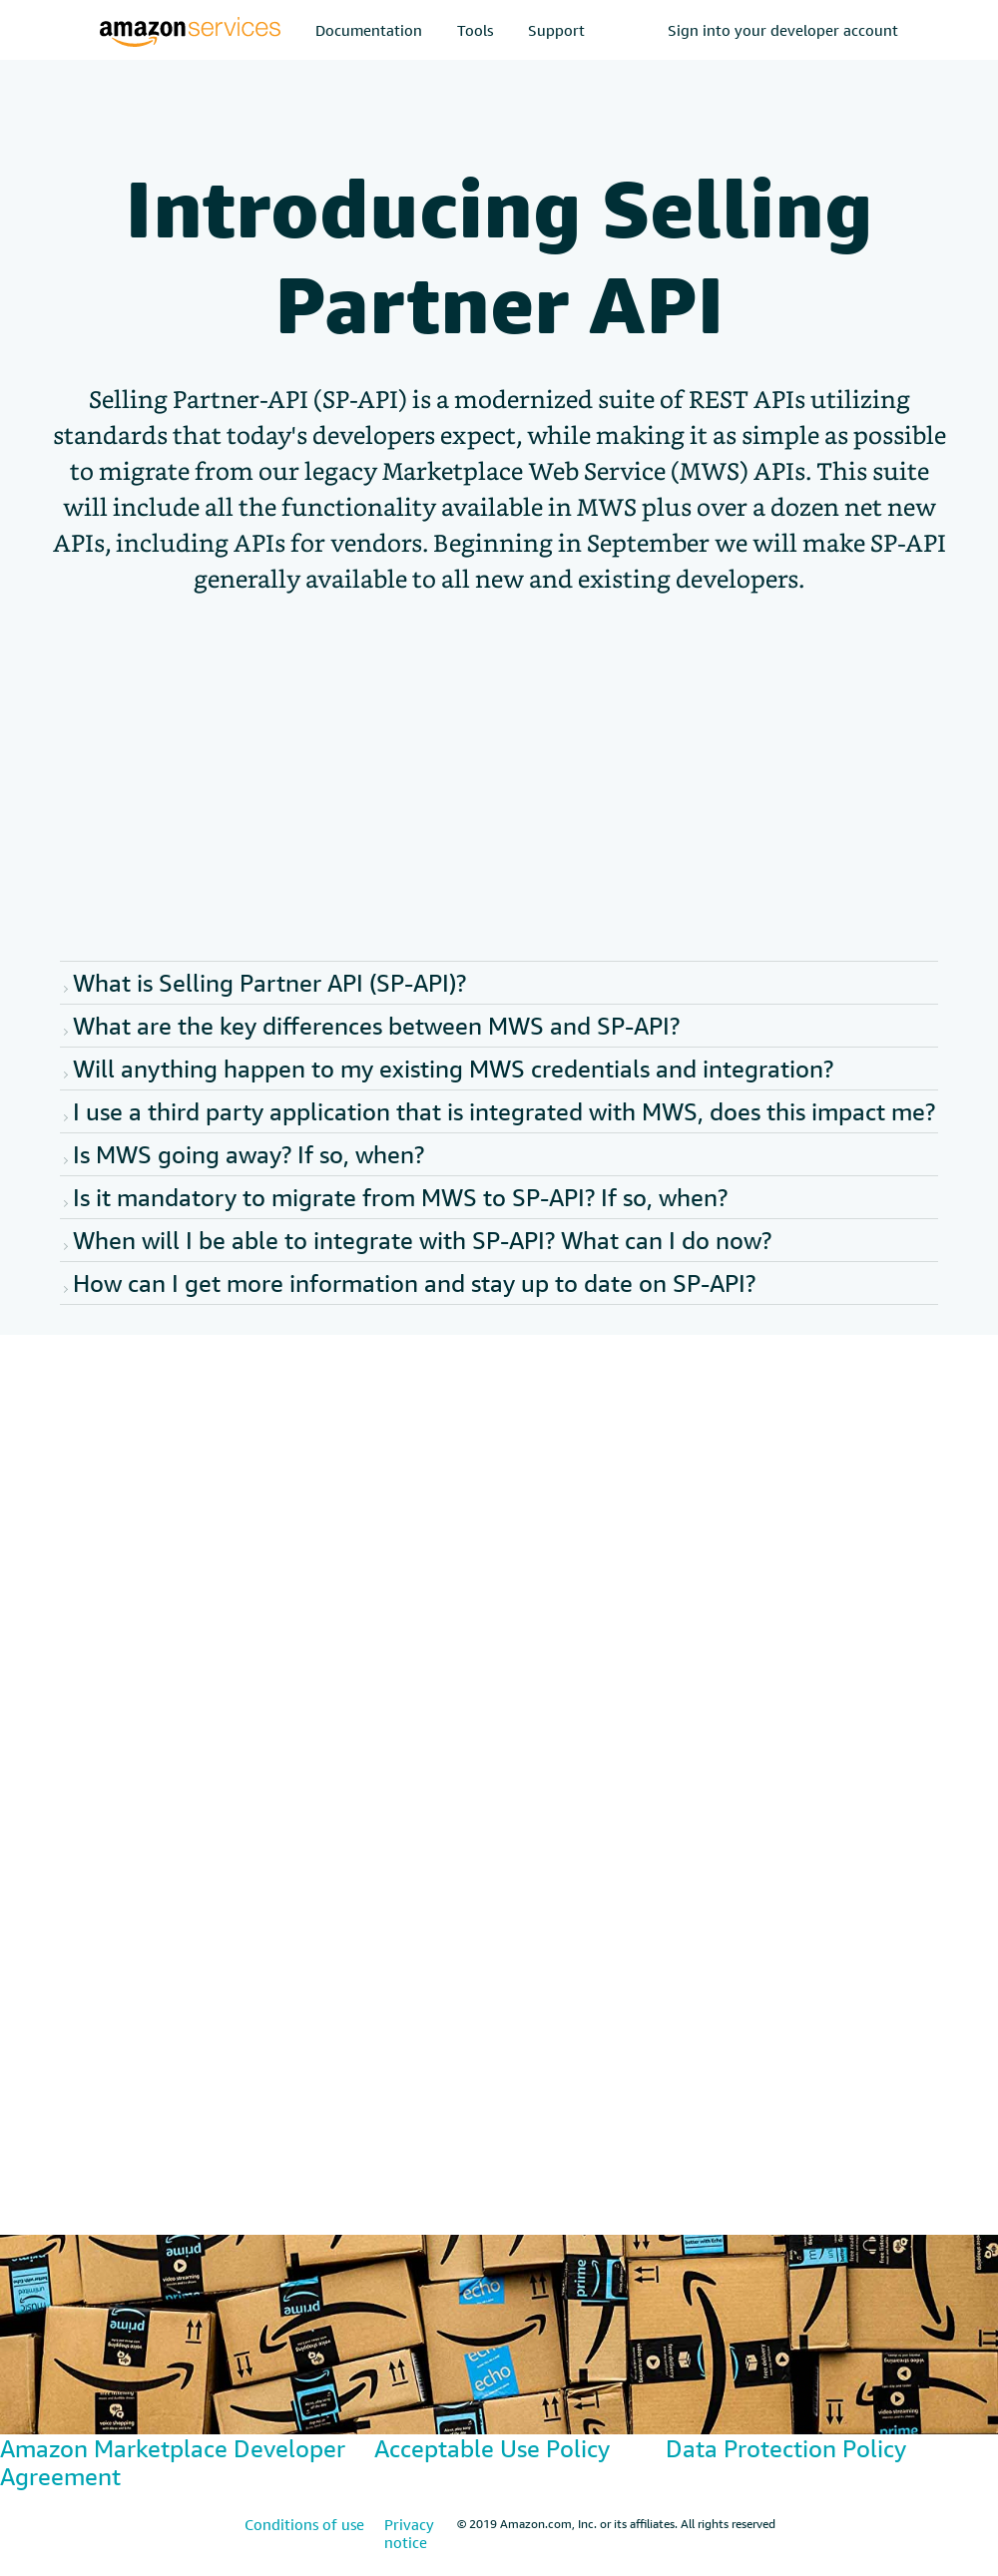 amazonservices
Documentation
Tools
Support
Sign into your developer account
Introducing Selling
Partner API
Selling Partner-API (SP-API) is a modernized suite of REST APIs utilizing
standards that today's developers expect, while making it as simple as possible
to migrate from our legacy Marketplace Web Service (MWS) APIs. This suite
will include all the functionality available in MWS plus over a dozen net new
APIs, including APIs for vendors. Beginning in September we will make SP-API
generally available to all new and existing developers.
What is Selling Partner API (SP-API)?
What are the key differences between MWS and SP-API?
Will anything happen to my existing MWS credentials and integration?
I use a third party application that is integrated with MWS, does this impact me?
Is MWS going away? If so, when?
Is it mandatory to migrate from MWS to SP-API? If so, when?
When will I be able to integrate with SP-API? What can I do now?
How can I get more information and stay up to date on SP-API?
prime
prime
prime
prime
echo
echo
prime
Amazon Marketplace Developer
Agreement
Acceptable Use Policy
Data Protection Policy
Conditions of use
Privacy
notice
© 2019 Amazon.com, Inc. or its affiliates. All rights reserved